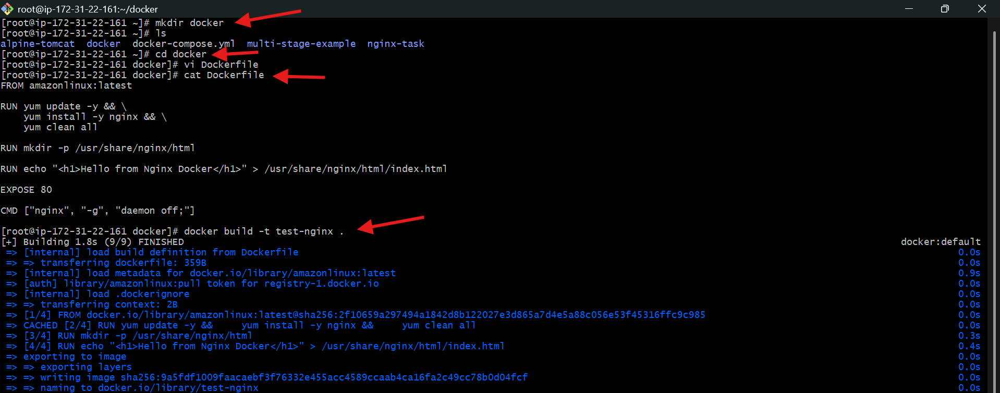 root@ip-172-31-22-161:~/docker
[root@ip-172-31-22-161 ~]# mkdir docker
[root@ip-172-31-22-161 ~]# ls
alpine-tomcat  docker  docker-compose.yml  multi-stage-example  nginx-task
[root@ip-172-31-22-161 ~]# cd docker
[root@ip-172-31-22-161 docker]# vi Dockerfile
[root@ip-172-31-22-161 docker]# cat Dockerfile
FROM amazonlinux:latest
RUN yum update -y && \
    yum install -y nginx && \
    yum clean all
RUN mkdir -p /usr/share/nginx/html
RUN echo "<h1>Hello from Nginx Docker</h1>" > /usr/share/nginx/html/index.html
EXPOSE 80
CMD ["nginx", "-g", "daemon off;"]
[root@ip-172-31-22-161 docker]# docker build -t test-nginx .
[+] Building 1.8s (9/9) FINISHED docker:default
=> [internal] load build definition from Dockerfile 0.0s
=> => transferring dockerfile: 359B 0.0s
=> [internal] load metadata for docker.io/library/amazonlinux:latest 0.9s
=> [auth] library/amazonlinux:pull token for registry-1.docker.io 0.0s
=> [internal] load .dockerignore 0.0s
=> => transferring context: 2B 0.0s
=> [1/4] FROM docker.io/library/amazonlinux:latest@sha256:2f10659a297494a1842d8b122027e3d865a7d4e5a88c056e53f45316ffc9c985 0.0s
=> CACHED [2/4] RUN yum update -y &&     yum install -y nginx &&     yum clean all 0.0s
=> [3/4] RUN mkdir -p /usr/share/nginx/html 0.3s
=> [4/4] RUN echo "<h1>Hello from Nginx Docker</h1>" > /usr/share/nginx/html/index.html 0.4s
=> exporting to image 0.0s
=> => exporting layers 0.0s
=> => writing image sha256:9a5fdf1009faacaebf3f76332e455acc4589ccaab4ca16fa2c49cc78b0d04fcf 0.0s
=> => naming to docker.io/library/test-nginx 0.0s